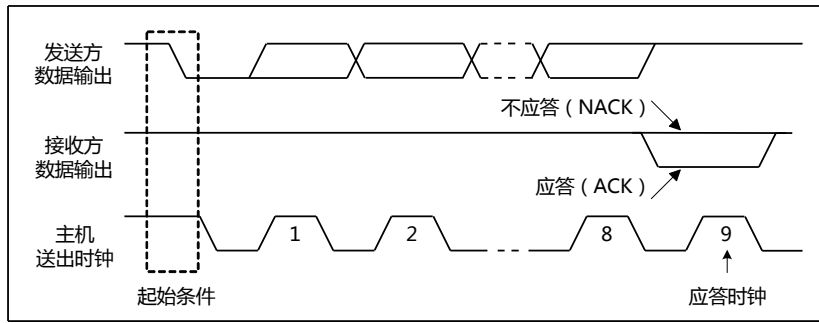 发送方
数据输出
不应答（NACK）
接收方
数据输出
应答（ACK）
主机
送出时钟
1
2
8
9
起始条件
应答时钟